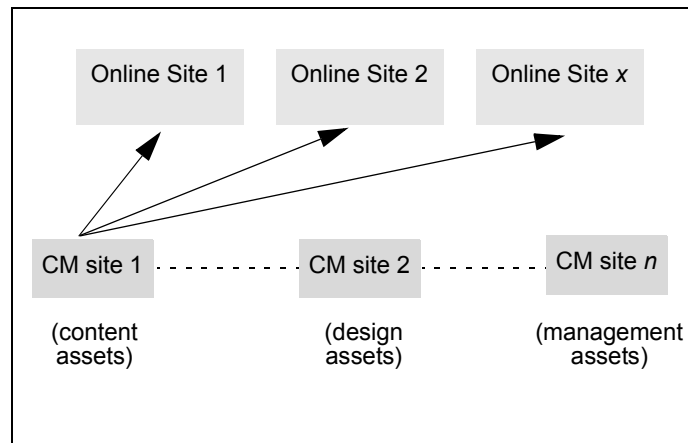 Online Site 1
Online Site 2
Online Site x
CM site 1
CM site 2
CM site n
(content
assets)
(design
assets)
(management
assets)